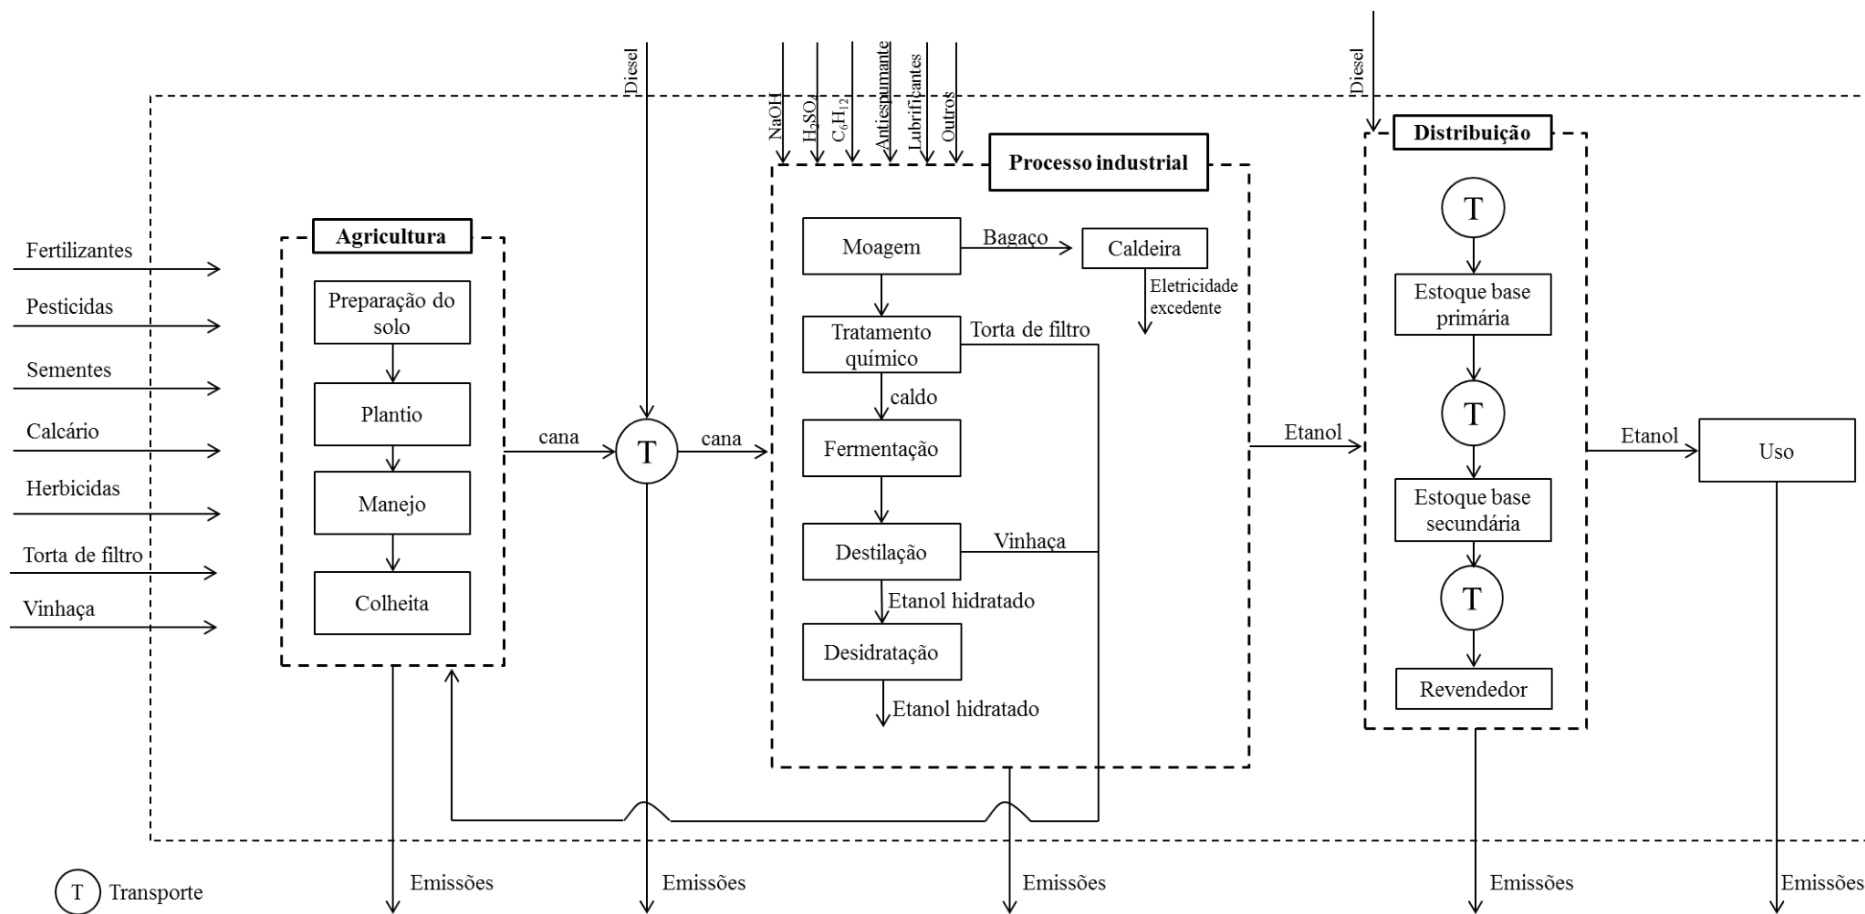 Diesel
NaOH
H₂SO₄
C₆H₁₂
Antiespumante
Lubrificantes
Outros
Diesel
Fertilizantes
Pesticidas
Sementes
Calcário
Herbicidas
Torta de filtro
Vinhaça
Agricultura
Preparação do
solo
Plantio
Manejo
Colheita
cana
T
cana
Processo industrial
Moagem
Bagaço
Caldeira
Eletricidade
excedente
Tratamento
químico
Torta de filtro
caldo
Fermentação
Destilação
Vinhaça
Etanol hidratado
Desidratação
Etanol hidratado
Etanol
Distribuição
T
Estoque base
primária
T
Estoque base
secundária
T
Revendedor
Etanol
Uso
T Transporte
Emissões
Emissões
Emissões
Emissões
Emissões